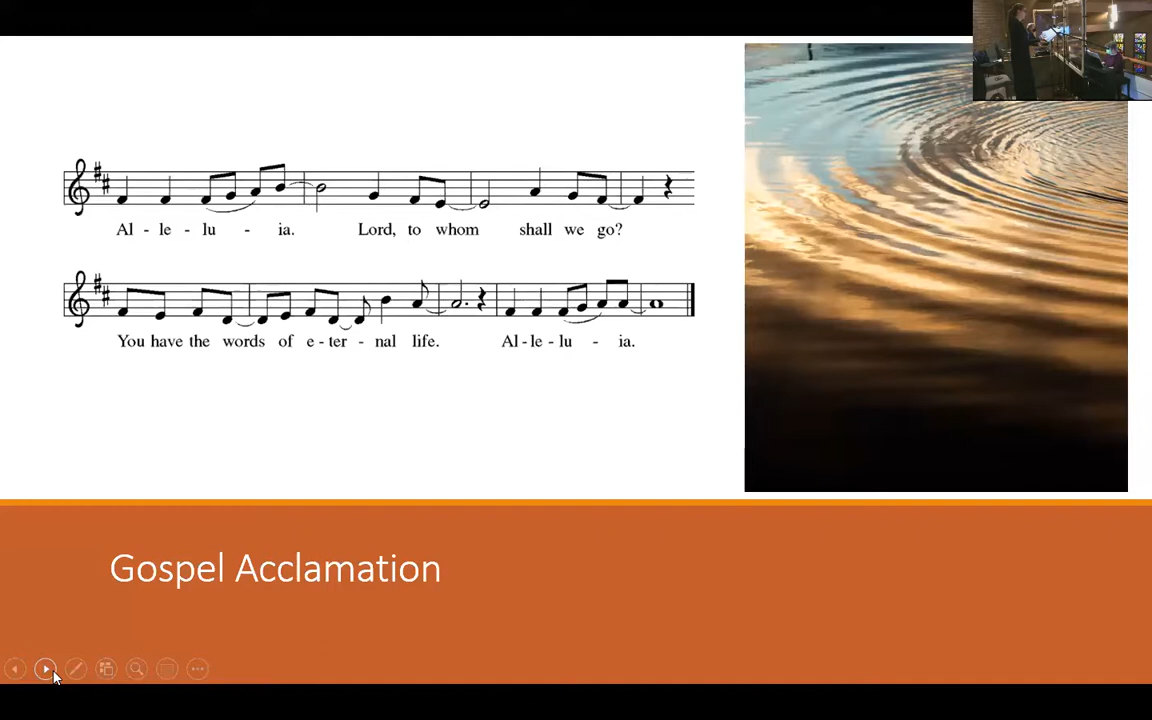 Al - le - lu - ia. Lord, to whom shall we go?
You have the words of e - ter - nal life. Al - le - lu - ia.
Gospel Acclamation